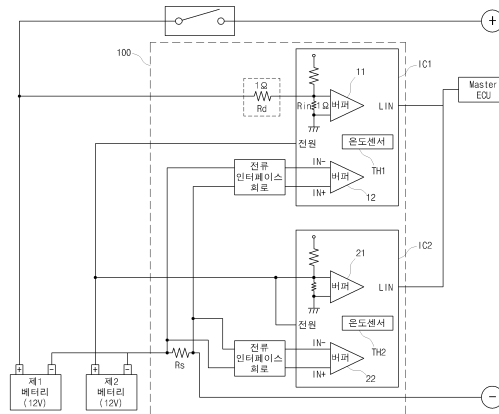 100
IC1
11
1Ω
Rd
Rin
1Ω
버퍼
LIN
Master
ECU
전원
온도센서
전류
인터페이스
회로
IN-
IN+
버퍼
TH1
12
IC2
21
버퍼
LIN
전원
온도센서
전류
인터페이스
회로
IN-
IN+
버퍼
TH2
22
Rs
+
-
+
-
+
-
제1
배터리
(12V)
제2
배터리
(12V)